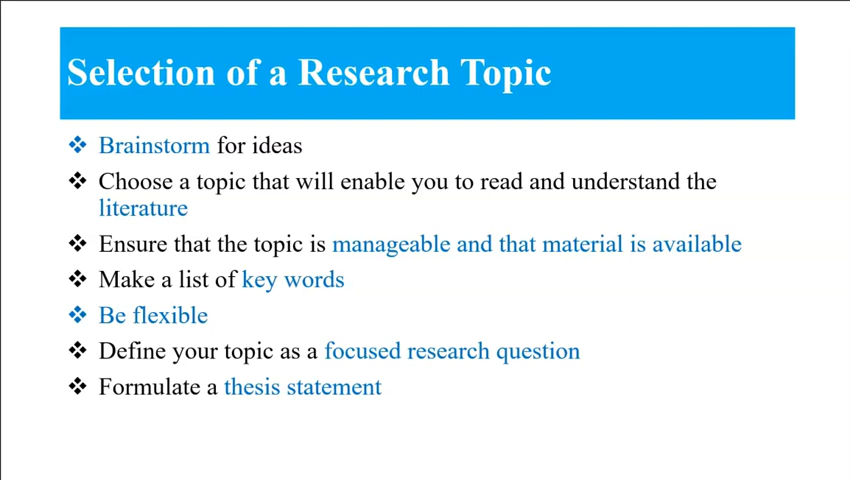 Selection of a Research Topic
❖ Brainstorm for ideas
❖ Choose a topic that will enable you to read and understand the
literature
❖ Ensure that the topic is manageable and that material is available
❖ Make a list of key words
❖ Be flexible
❖ Define your topic as a focused research question
❖ Formulate a thesis statement